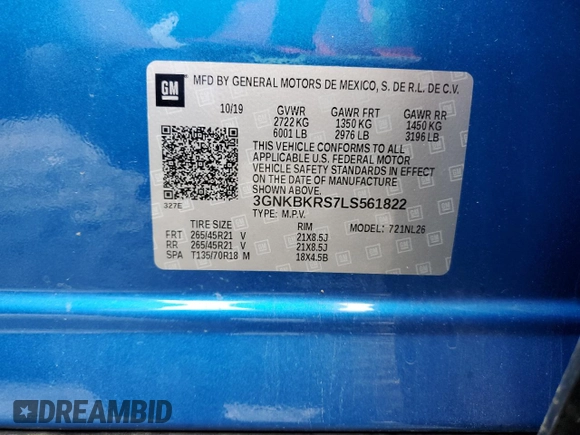 GM
MFD BY GENERAL MOTORS DE MEXICO, S. DE R.L. DE C.V.
10/19 GVWR GAWR FRT GAWR RR
2722 KG 1350 KG 1450 KG
6001 LB 2976 LB 3196 LB
THIS VEHICLE CONFORMS TO ALL
APPLICABLE U.S. FEDERAL MOTOR
VEHICLE SAFETY STANDARDS IN EFFECT
ON THE DATE OF MANUFACTURE
SHOWN ABOVE.
327E
3GNKBKRS7LS561822
TYPE: M.P.V.
TIRE SIZE RIM MODEL: 721NL26
FRT 265/45R21 V 21X8.5J
RR 265/45R21 V 21X8.5J
SPA T135/70R18 M 18X4.5B
DREAMBID